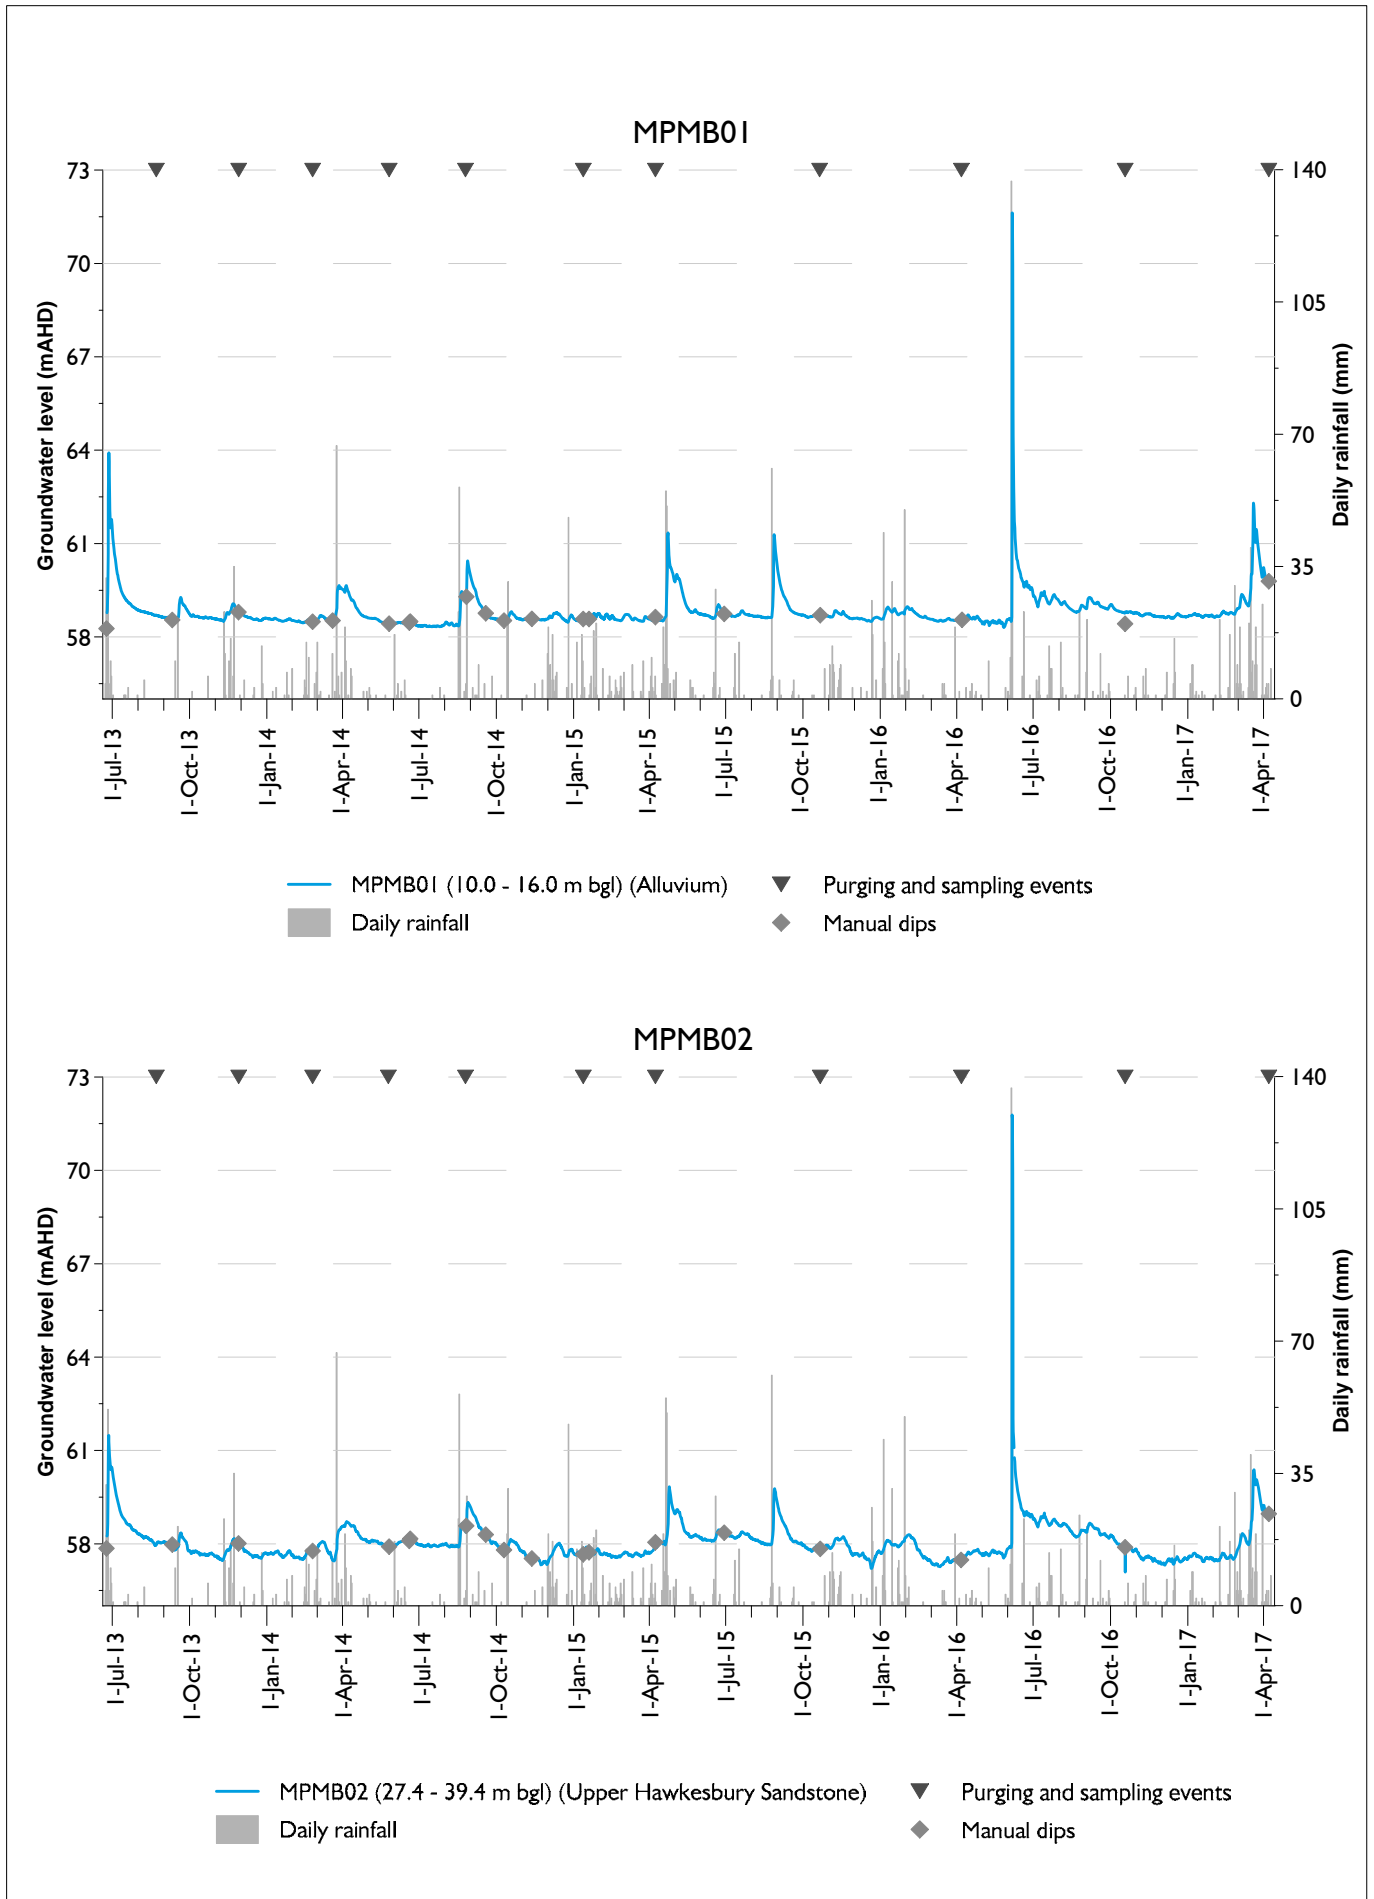 MPMB01
73
70
67
64
61
58
Groundwater level (mAHD)
140
105
70
35
0
Daily rainfall (mm)
1-Jul-13
1-Oct-13
1-Jan-14
1-Apr-14
1-Jul-14
1-Oct-14
1-Jan-15
1-Apr-15
1-Jul-15
1-Oct-15
1-Jan-16
1-Apr-16
1-Jul-16
1-Oct-16
1-Jan-17
1-Apr-17
MPMB01 (10.0 - 16.0 m bgl) (Alluvium)
Purging and sampling events
Daily rainfall
Manual dips
MPMB02
73
70
67
64
61
58
Groundwater level (mAHD)
140
105
70
35
0
Daily rainfall (mm)
1-Jul-13
1-Oct-13
1-Jan-14
1-Apr-14
1-Jul-14
1-Oct-14
1-Jan-15
1-Apr-15
1-Jul-15
1-Oct-15
1-Jan-16
1-Apr-16
1-Jul-16
1-Oct-16
1-Jan-17
1-Apr-17
MPMB02 (27.4 - 39.4 m bgl) (Upper Hawkesbury Sandstone)
Purging and sampling events
Daily rainfall
Manual dips